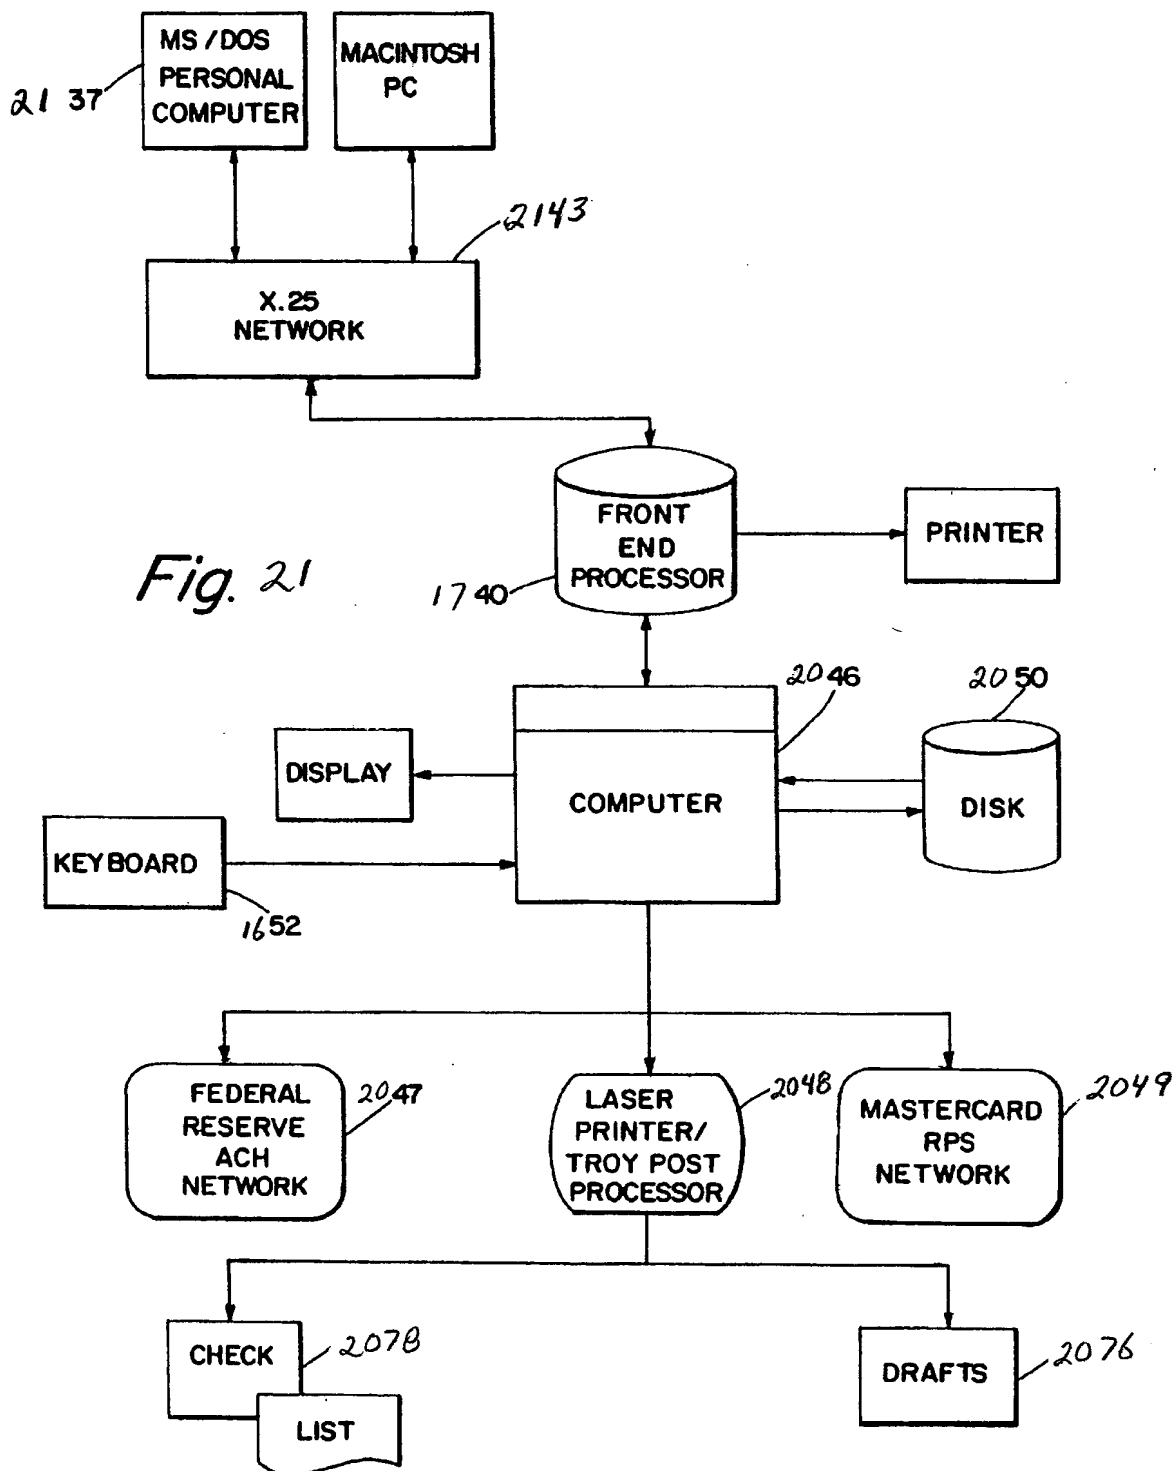 MS/DOS
PERSONAL
COMPUTER
MACINTOSH
PC
21 37
2143
X.25
NETWORK
FRONT
END
PROCESSOR
PRINTER
Fig. 21
1740
2046
2050
DISPLAY
COMPUTER
DISK
KEYBOARD
1652
FEDERAL
RESERVE
ACH
NETWORK
2047
LASER
PRINTER/
TROY POST
PROCESSOR
2048
MASTERCARD
RPS
NETWORK
2049
CHECK
2078
LIST
DRAFTS
2076